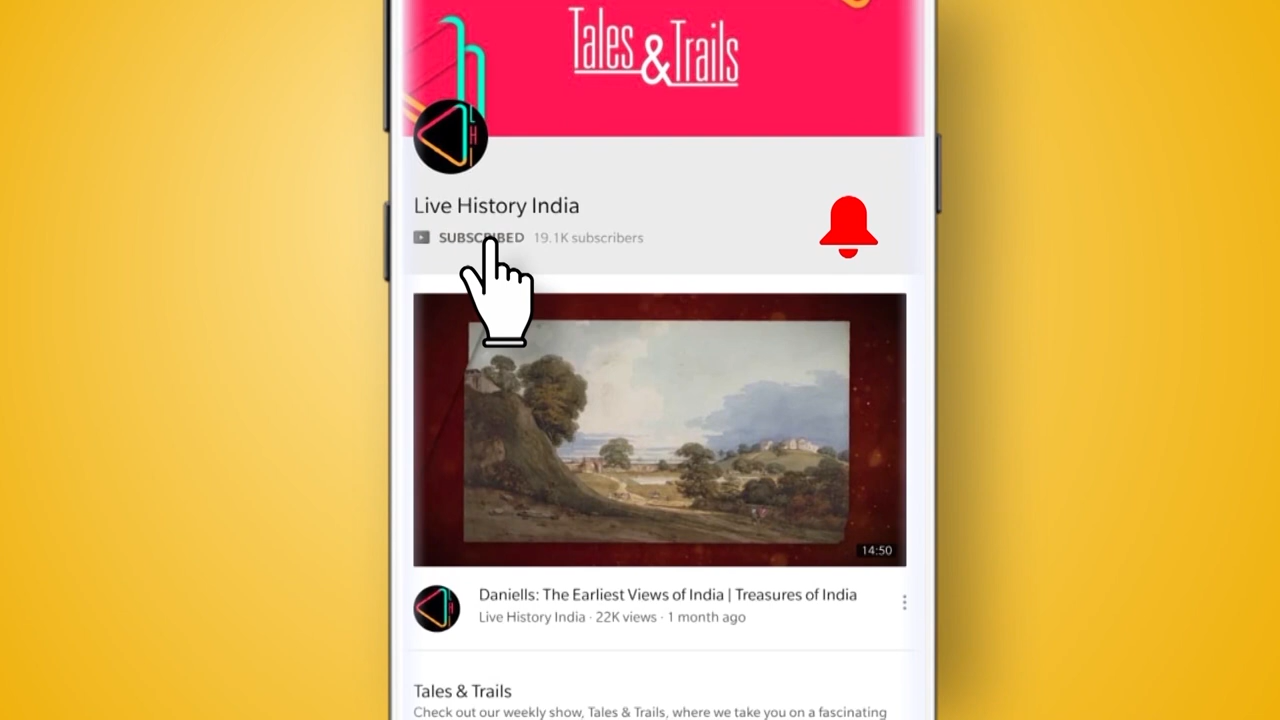 Tales & Trails
LHI
Live History India
SUBSCRIBED 19.1K subscribers
14:50
Daniells: The Earliest Views of India | Treasures of India
Live History India · 22K views · 1 month ago
Tales & Trails
Check out our weekly show, Tales & Trails, where we take you on a fascinating